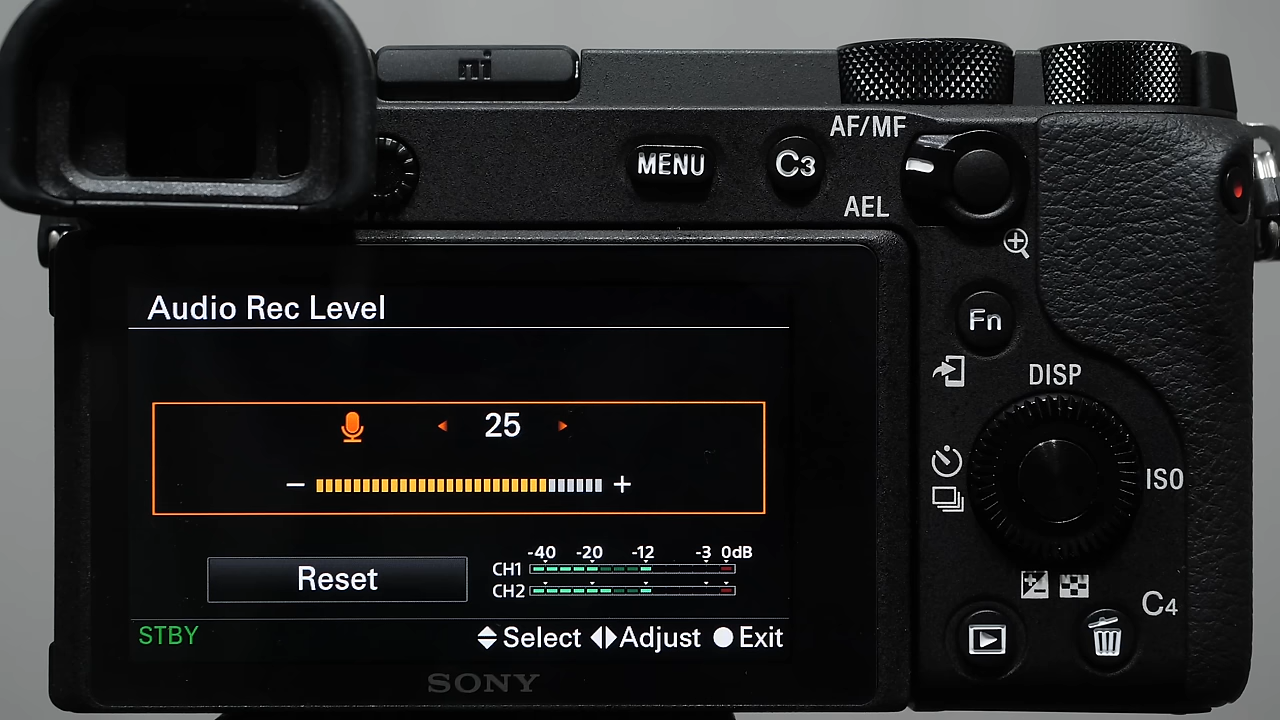 mi
MENU
C3
AF/MF
AEL
Audio Rec Level
Fn
DISP
25
− +
ISO
-40 -20 -12 -3 0dB
CH1
CH2
Reset
C4
STBY
Select Adjust Exit
SONY